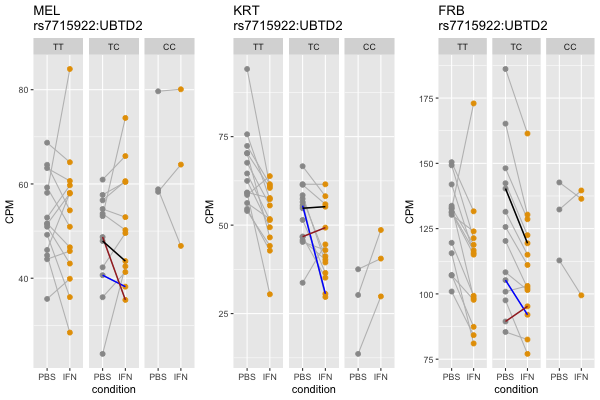 MEL
rs7715922:UBTD2
TT
TC
CC
CPM
80
60
40
PBS IFN PBS IFN PBS IFN
condition
KRT
rs7715922:UBTD2
TT
TC
CC
CPM
75
50
25
PBS IFN PBS IFN PBS IFN
condition
FRB
rs7715922:UBTD2
TT
TC
CC
CPM
175
150
125
100
75
PBS IFN PBS IFN PBS IFN
condition